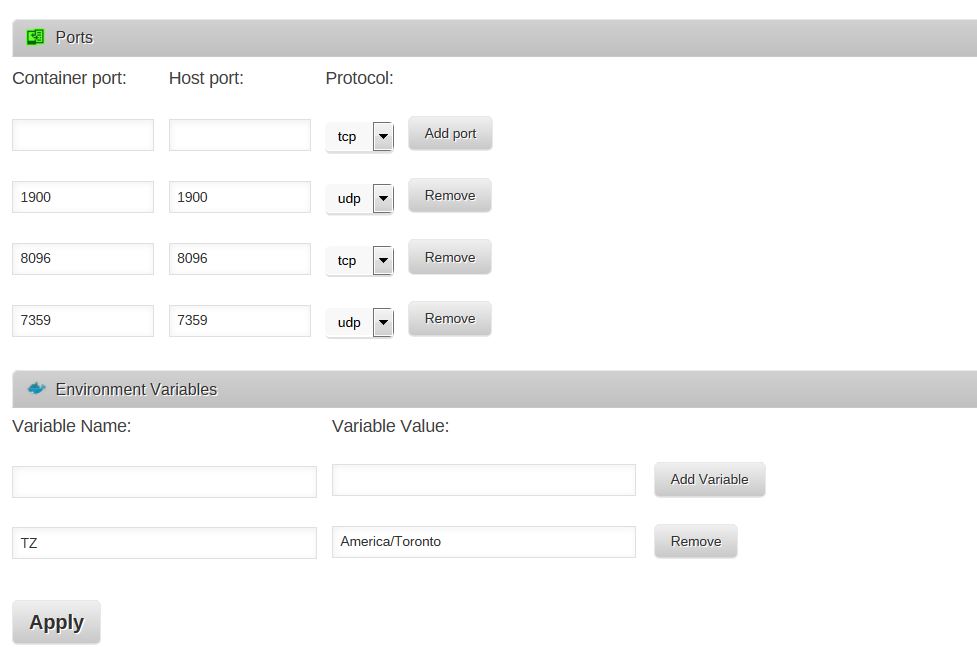 Ports
Container port: Host port: Protocol:
tcp Add port
1900 1900 udp Remove
8096 8096 tcp Remove
7359 7359 udp Remove
Environment Variables
Variable Name: Variable Value:
Add Variable
TZ America/Toronto Remove
Apply